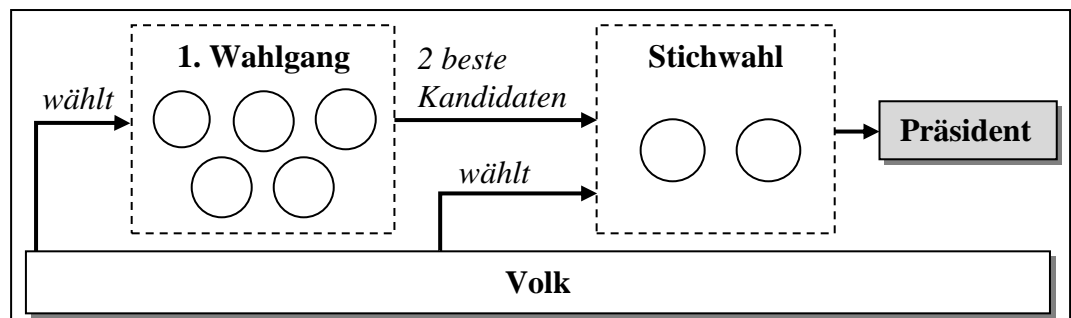 1. Wahlgang
wählt
2 beste
Kandidaten
Stichwahl
wählt
Präsident
Volk